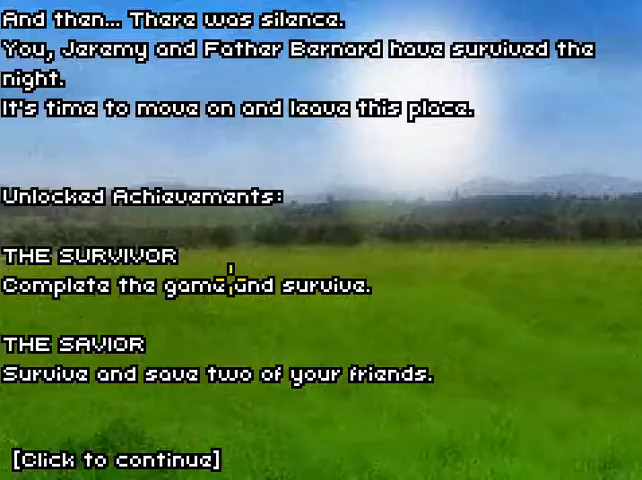 And then... There was silence.
You, Jeremy and Father Bernard have survived the
night.
It's time to move on and leave this place.
Unlocked Achievements:
THE SURVIVOR
Complete the game and survive.
THE SAVIOR
Survive and save two of your friends.
[Click to continue]